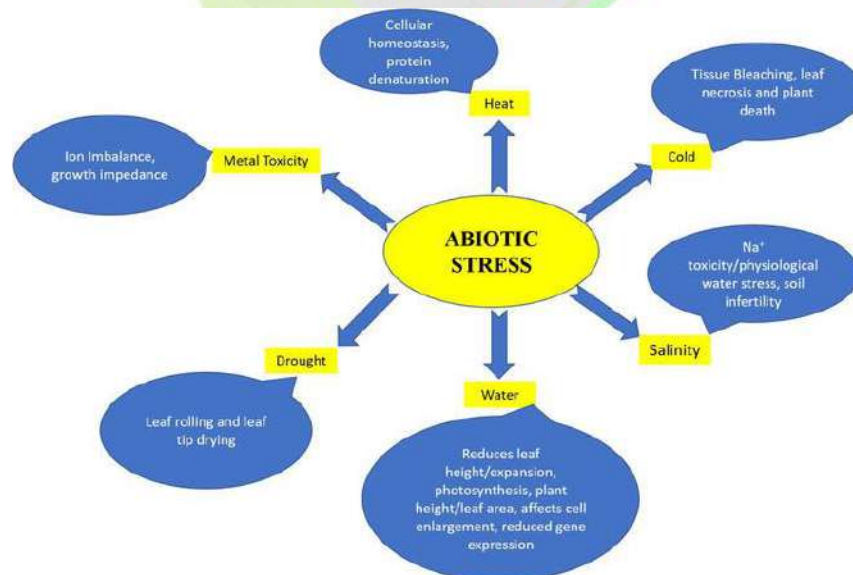 Cellular
homeostasis,
protein
denaturation
Heat
Tissue Bleaching, leaf
necrosis and plant
death
Cold
Ion Imbalance,
growth impedance
Metal Toxicity
ABIOTIC
STRESS
Na⁺
toxicity/physiological
water stress, soil
infertility
Salinity
Drought
Leaf rolling and leaf
tip drying
Water
Reduces leaf
height/expansion,
photosynthesis, plant
height/leaf area, affects cell
enlargement, reduced gene
expression